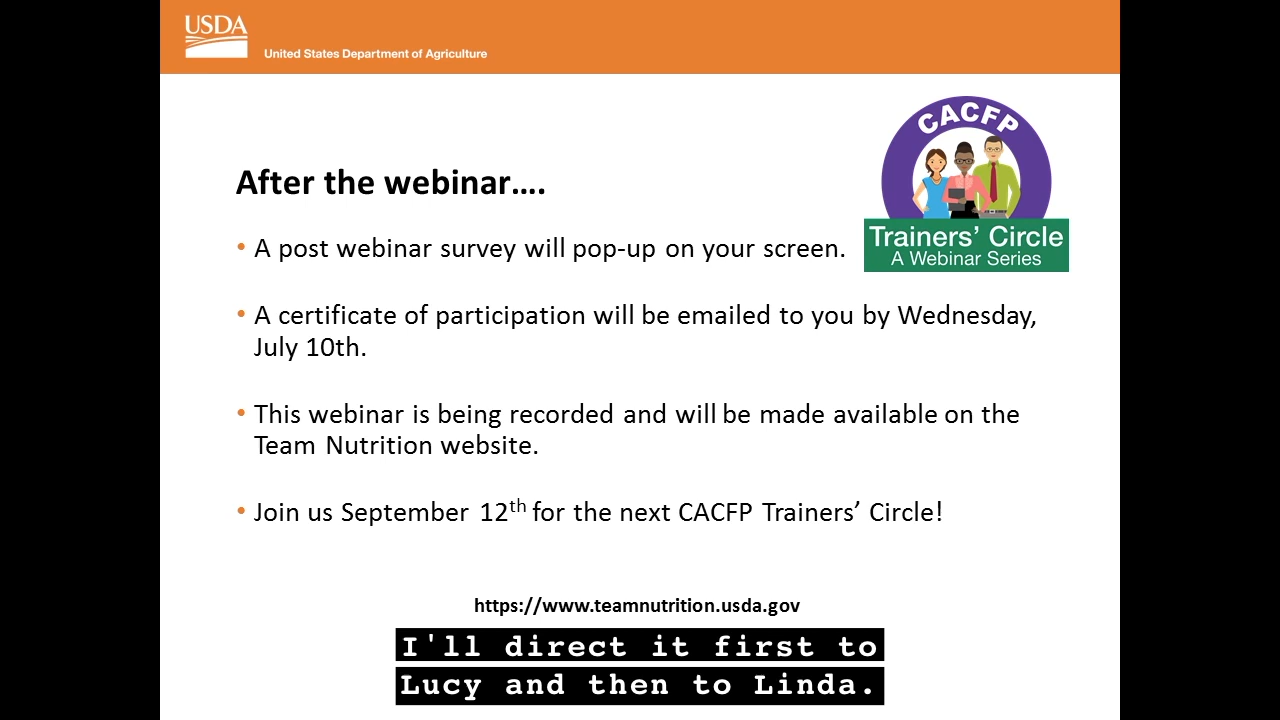 USDA
United States Department of Agriculture
CACFP
Trainers’ Circle
A Webinar Series
After the webinar….
• A post webinar survey will pop-up on your screen.
• A certificate of participation will be emailed to you by Wednesday,
July 10th.
• This webinar is being recorded and will be made available on the
Team Nutrition website.
• Join us September 12th for the next CACFP Trainers’ Circle!
https://www.teamnutrition.usda.gov
I'll direct it first to
Lucy and then to Linda.